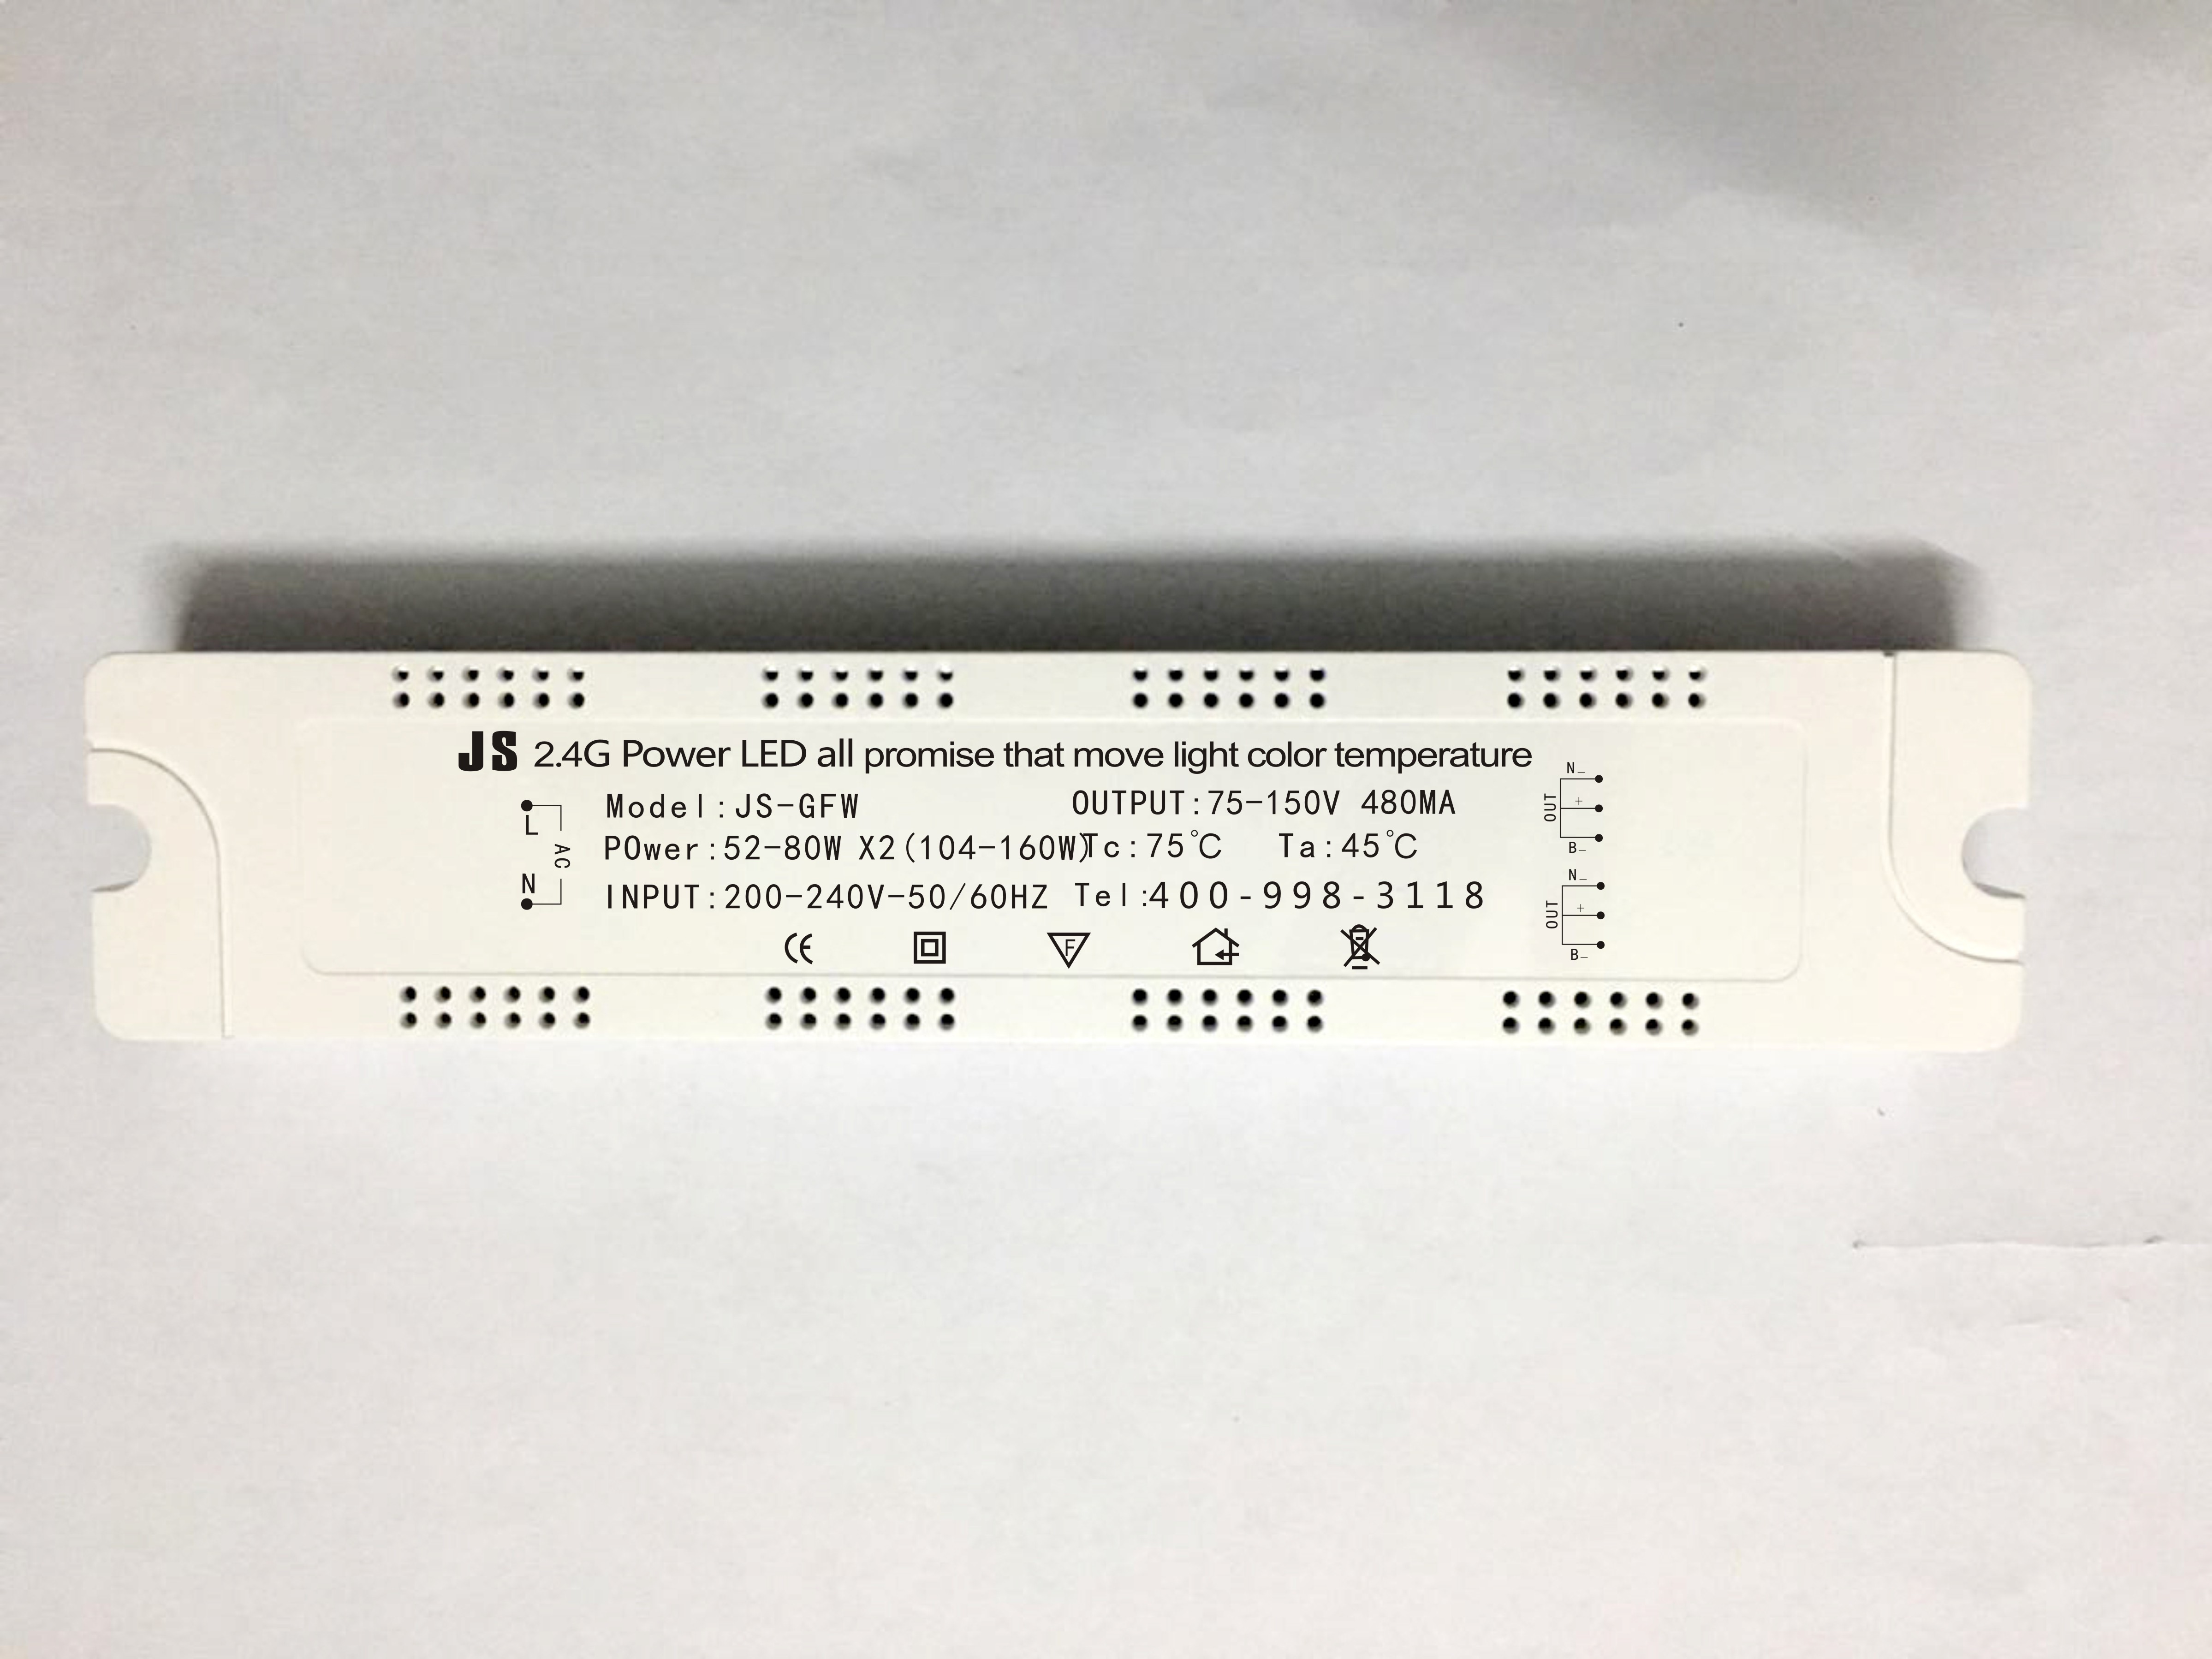 JS 2.4G Power LED all promise that move light color temperature
Model:JS-GFW OUTPUT:75-150V 480MA
POwer:52-80W X2(104-160W) Tc:75℃ Ta:45℃
INPUT:200-240V-50/60HZ Tel:400-998-3118
L
AC
N
N-
OUT +
B-
N-
OUT +
B-
CE
F